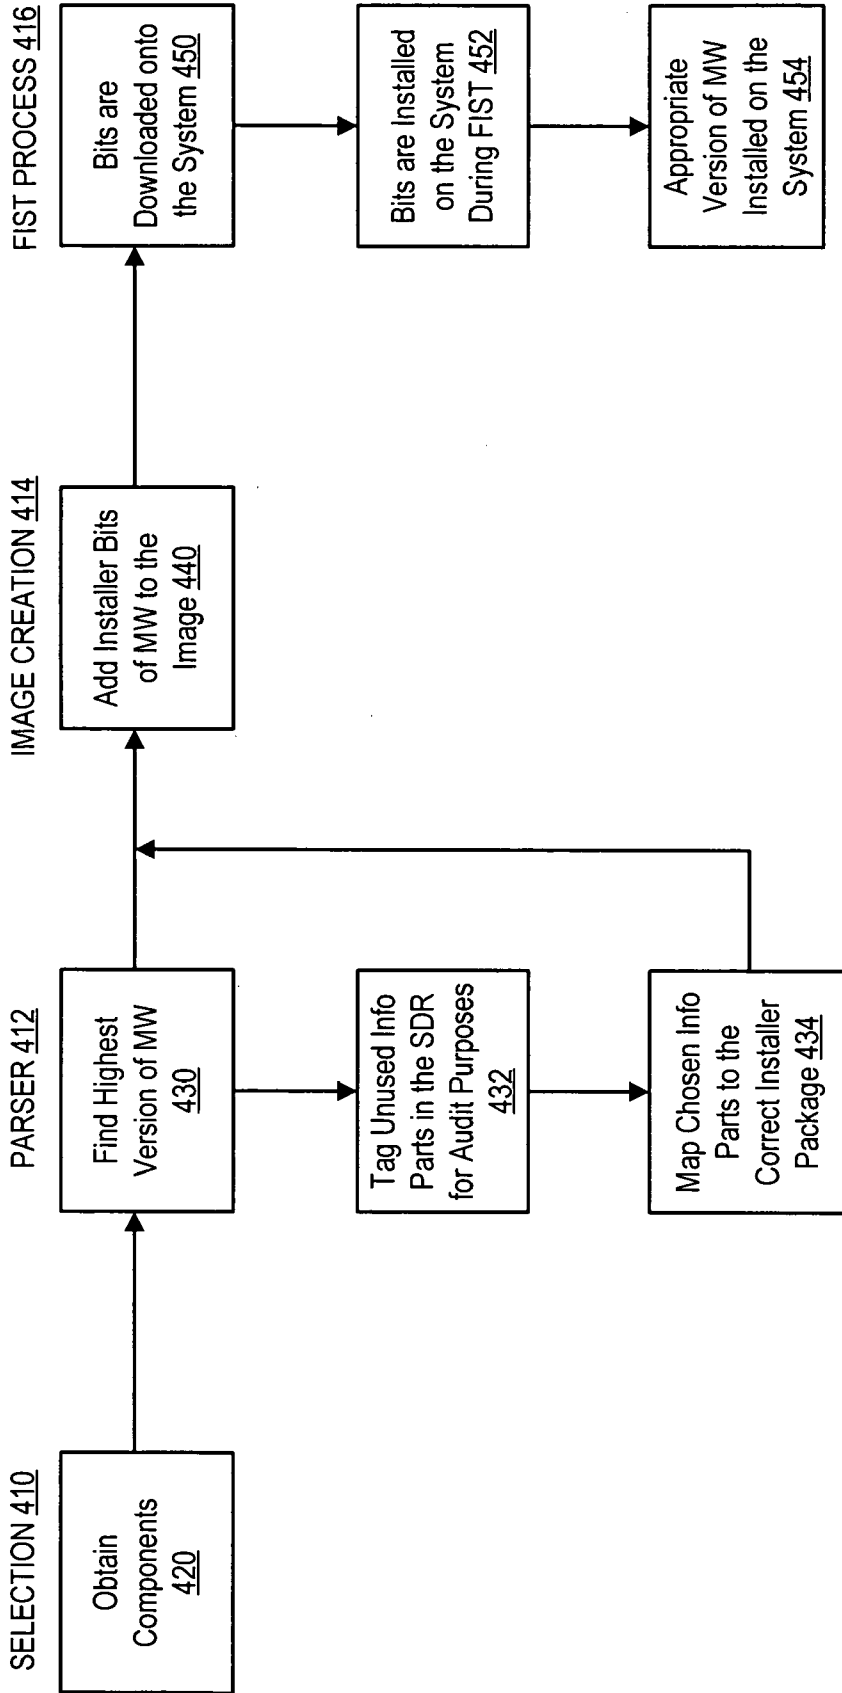 SELECTION 410
Obtain
Components
420
PARSER 412
Find Highest
Version of MW
430
Tag Unused Info
Parts in the SDR
for Audit Purposes
432
Map Chosen Info
Parts to the
Correct Installer
Package 434
IMAGE CREATION 414
Add Installer Bits
of MW to the
Image 440
FIST PROCESS 416
Bits are
Downloaded onto
the System 450
Bits are Installed
on the System
During FIST 452
Appropriate
Version of MW
Installed on the
System 454